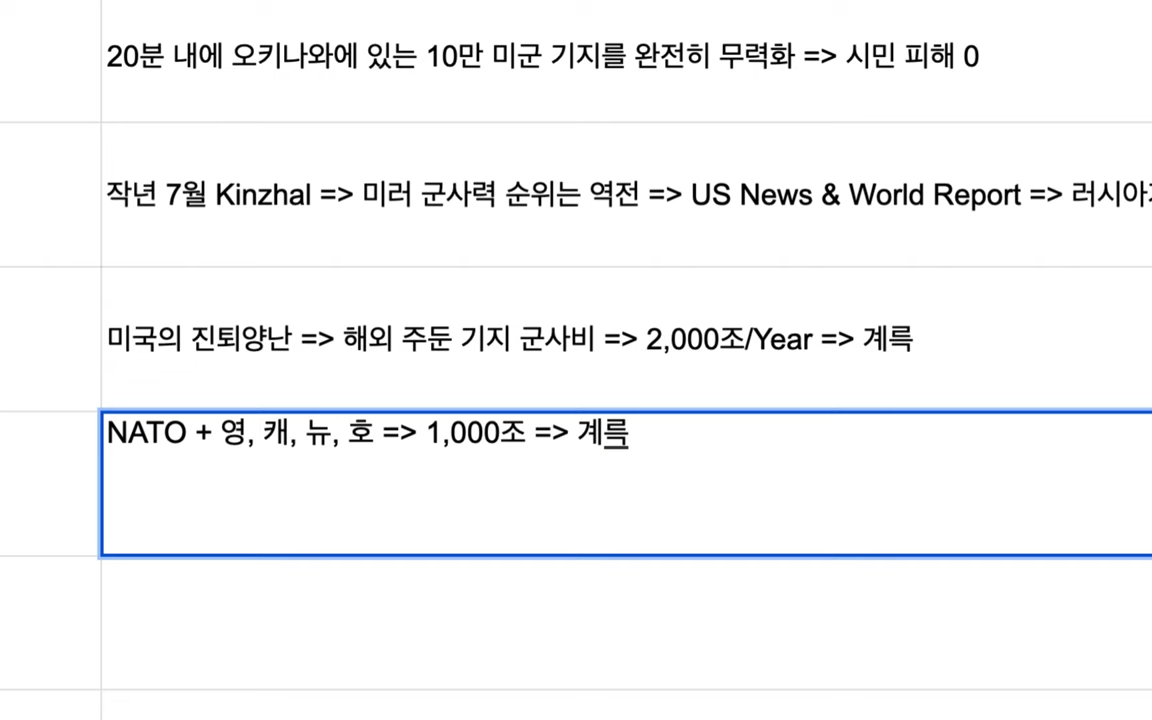 20분 내에 오키나와에 있는 10만 미군 기지를 완전히 무력화 => 시민 피해 0
작년 7월 Kinzhal => 미러 군사력 순위는 역전 => US News & World Report => 러시아
미국의 진퇴양난 => 해외 주둔 기지 군사비 => 2,000조/Year => 계륵
NATO + 영, 캐, 뉴, 호 => 1,000조 => 계륵